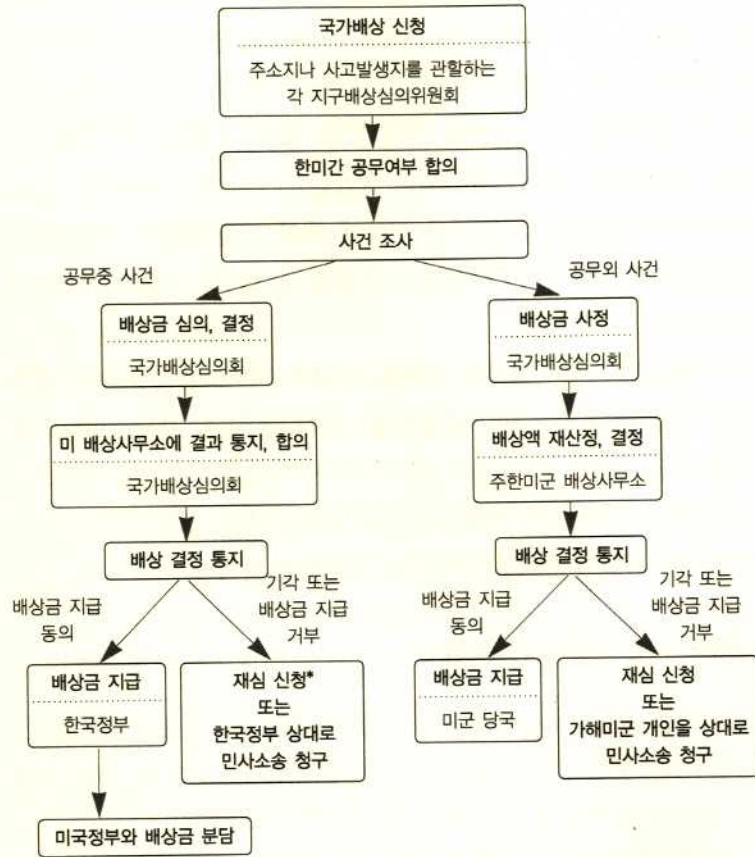 국가배상 신청
주소지나 사고발생지를 관할하는
각 지구배상심의위원회
한미간 공무여부 합의
사건 조사
공무중 사건
공무외 사건
배상금 심의, 결정
국가배상심의회
배상금 사정
국가배상심의회
미 배상사무소에 결과 통지, 합의
국가배상심의회
배상액 재산정, 결정
주한미군 배상사무소
배상 결정 통지
배상 결정 통지
배상금 지급
동의
기각 또는
배상금 지급
거부
배상금 지급
동의
기각 또는
배상금 지급
거부
배상금 지급
한국정부
재심 신청*
또는
한국정부 상대로
민사소송 청구
배상금 지급
미군 당국
재심 신청
또는
가해미군 개인을 상대로
민사소송 청구
미국정부와 배상금 분담